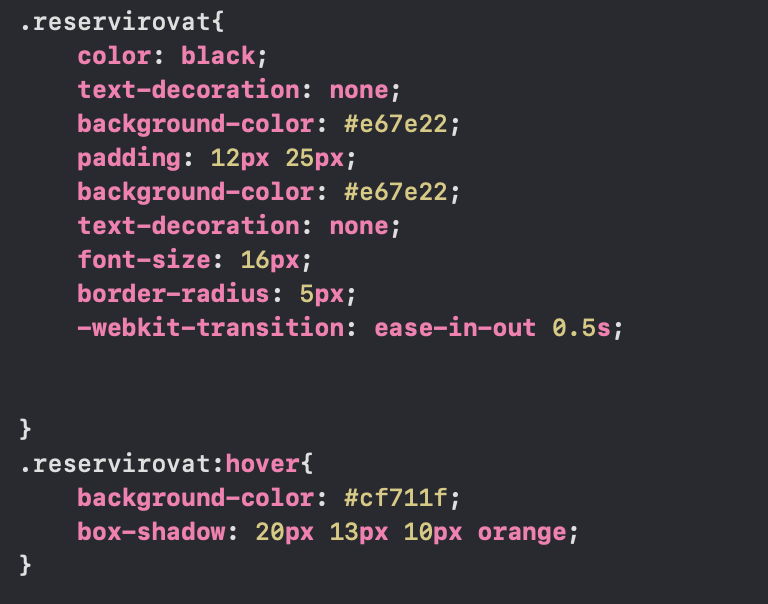 .reservirovat{
    color: black;
    text-decoration: none;
    background-color: #e67e22;
    padding: 12px 25px;
    background-color: #e67e22;
    text-decoration: none;
    font-size: 16px;
    border-radius: 5px;
    -webkit-transition: ease-in-out 0.5s;
}
.reservirovat:hover{
    background-color: #cf711f;
    box-shadow: 20px 13px 10px orange;
}